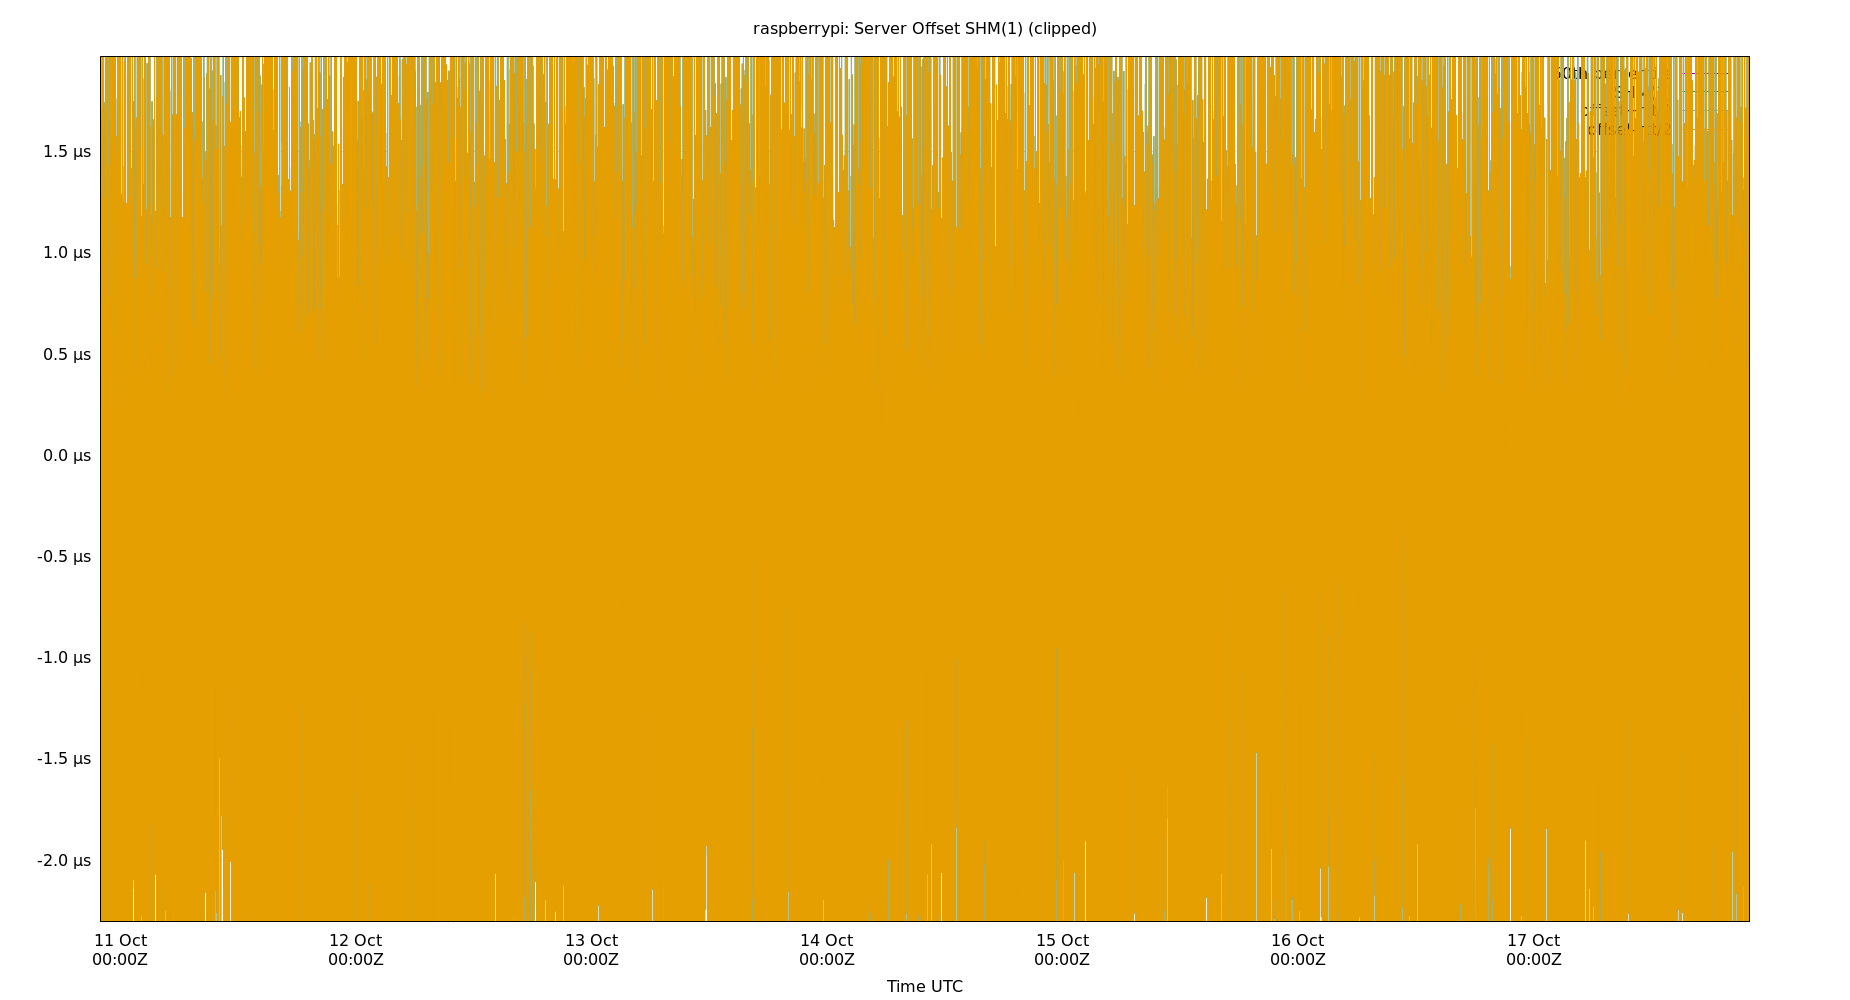 raspberrypi: Server Offset SHM(1) (clipped)
1.5 µs
1.0 µs
0.5 µs
0.0 µs
-0.5 µs
-1.0 µs
-1.5 µs
-2.0 µs
11 Oct 12 Oct 13 Oct 14 Oct 15 Oct 16 Oct 17 Oct
00:00Z 00:00Z 00:00Z 00:00Z 00:00Z 00:00Z 00:00Z
Time UTC